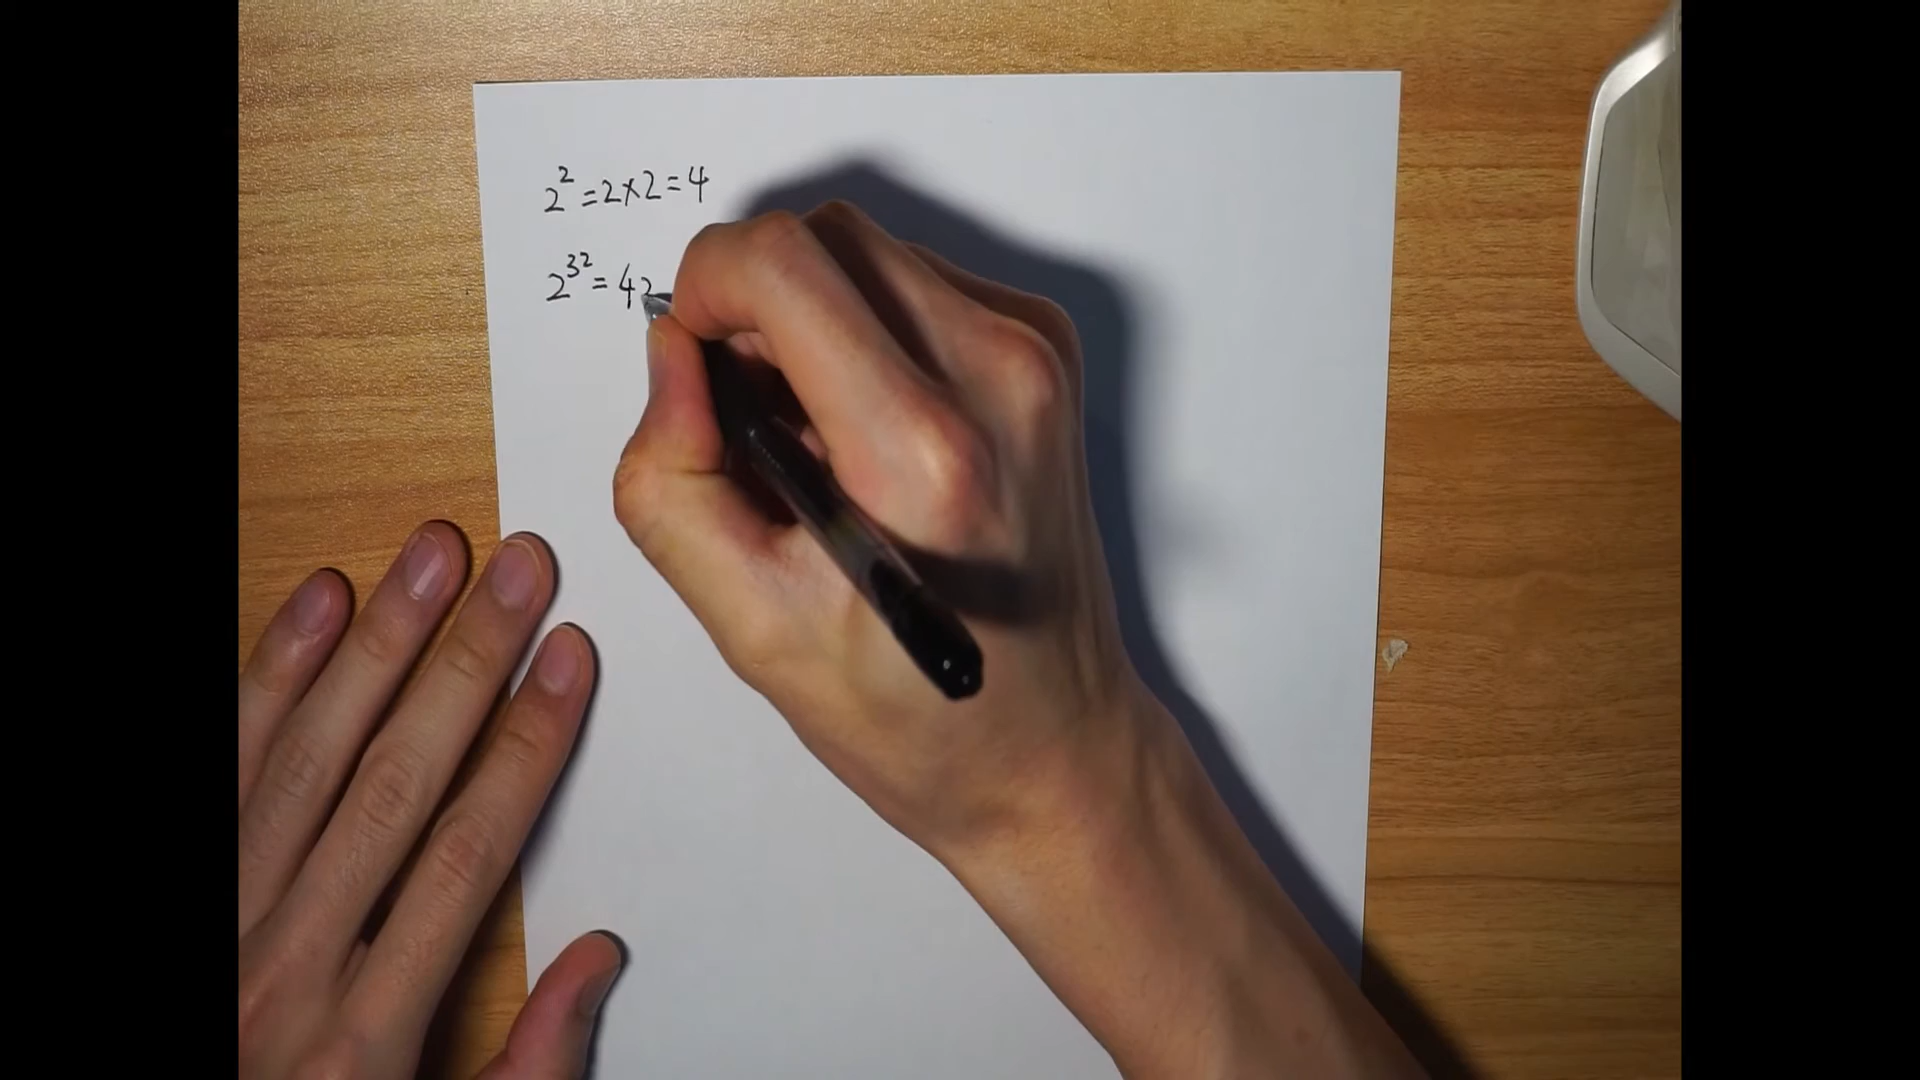 2² = 2×2 = 4
2³² = 42